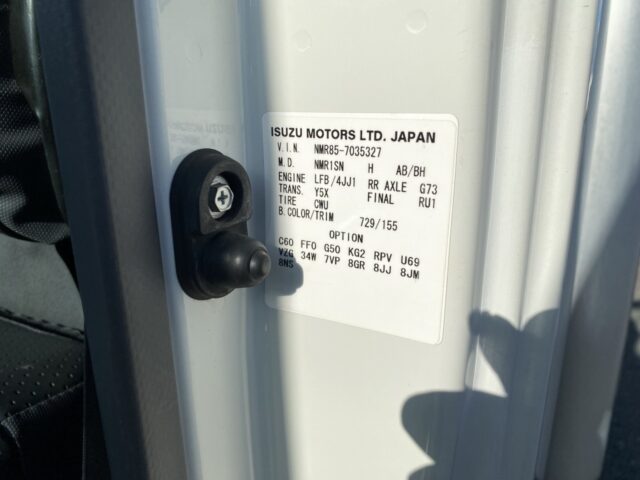 ISUZU MOTORS LTD. JAPAN
V.I.N. NMR85-7035327
M.D. NMR1SN H AB/BH
ENGINE LFB/4JJ1 RR AXLE G73
TRANS. Y5X FINAL RU1
TIRE CWU
B.COLOR/TRIM 729/155
OPTION
C60 FF0 G50 KG2 RPV U69
VZG 34W 7VP 8GR 8JJ 8JM
8NS